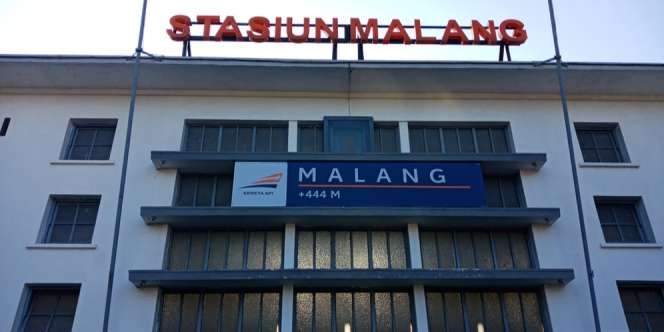 STASIUN MALANG
KERETA API
MALANG
+444 M